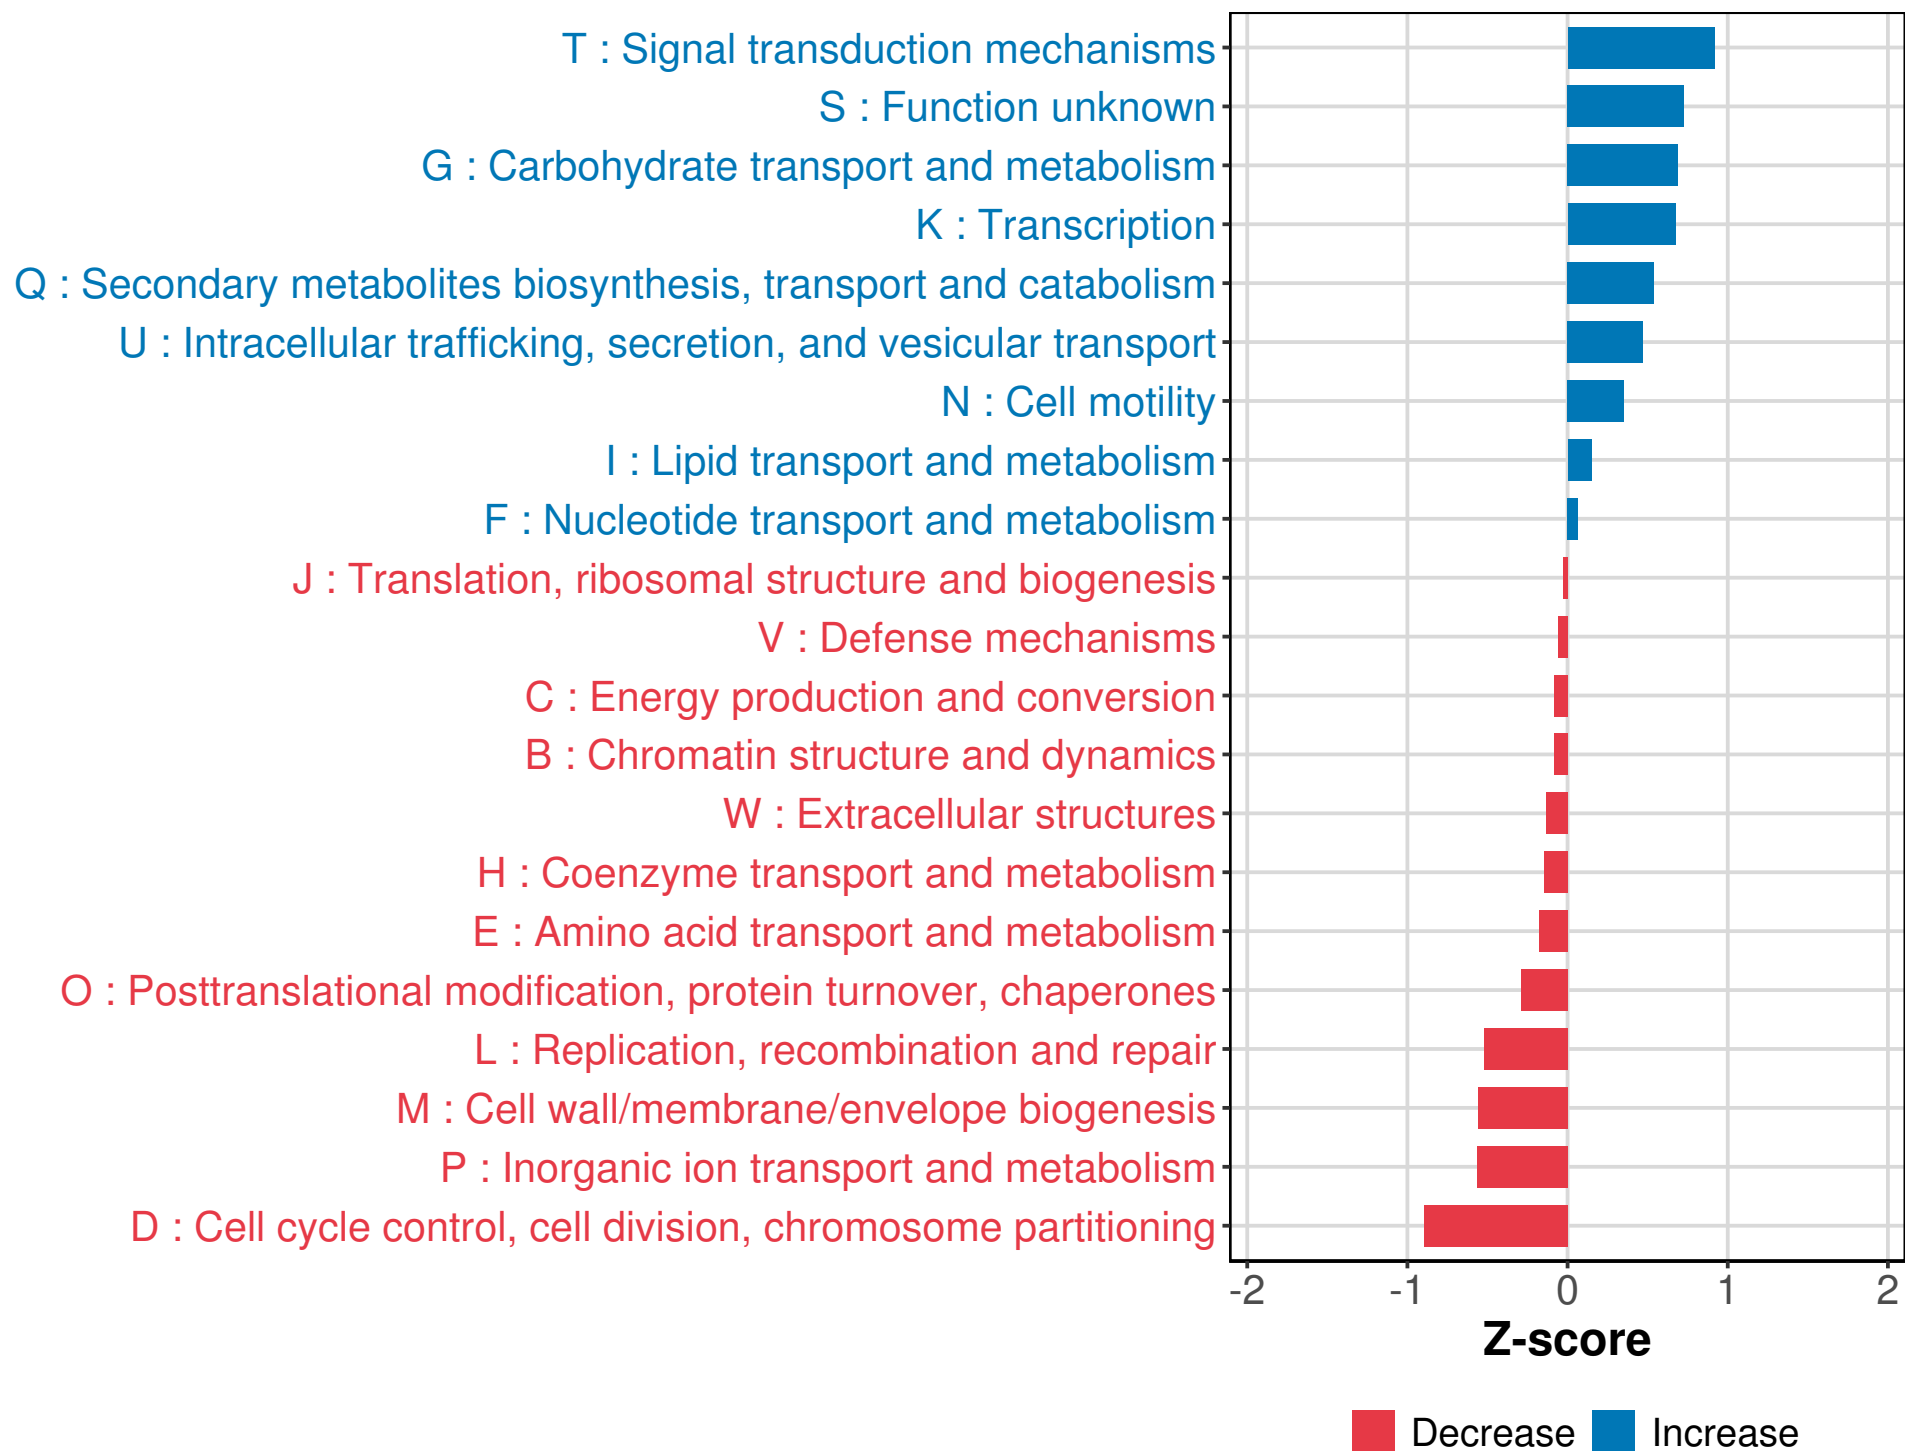 T : Signal transduction mechanisms
S : Function unknown
G : Carbohydrate transport and metabolism
K : Transcription
Q : Secondary metabolites biosynthesis, transport and catabolism
U : Intracellular trafficking, secretion, and vesicular transport
N : Cell motility
I : Lipid transport and metabolism
F : Nucleotide transport and metabolism
J : Translation, ribosomal structure and biogenesis
V : Defense mechanisms
C : Energy production and conversion
B : Chromatin structure and dynamics
W : Extracellular structures
H : Coenzyme transport and metabolism
E : Amino acid transport and metabolism
O : Posttranslational modification, protein turnover, chaperones
L : Replication, recombination and repair
M : Cell wall/membrane/envelope biogenesis
P : Inorganic ion transport and metabolism
D : Cell cycle control, cell division, chromosome partitioning
-2 -1 0 1 2
Z-score
Decrease Increase